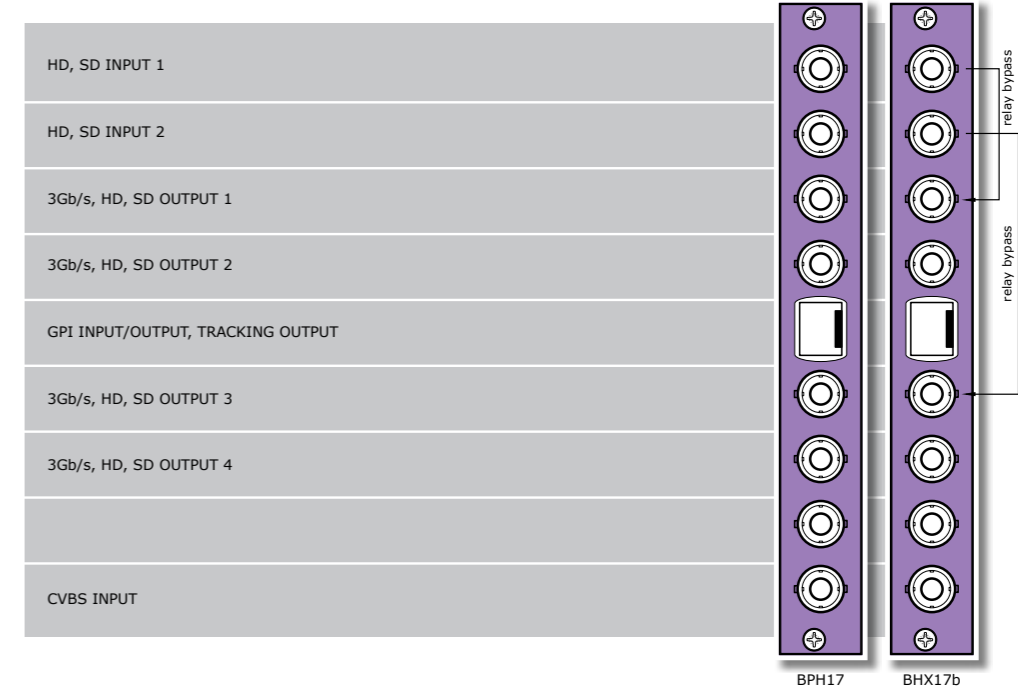 HD, SD INPUT 1
HD, SD INPUT 2
3Gb/s, HD, SD OUTPUT 1
3Gb/s, HD, SD OUTPUT 2
GPI INPUT/OUTPUT, TRACKING OUTPUT
3Gb/s, HD, SD OUTPUT 3
3Gb/s, HD, SD OUTPUT 4
CVBS INPUT
relay bypass
relay bypass
BPH17
BHX17b